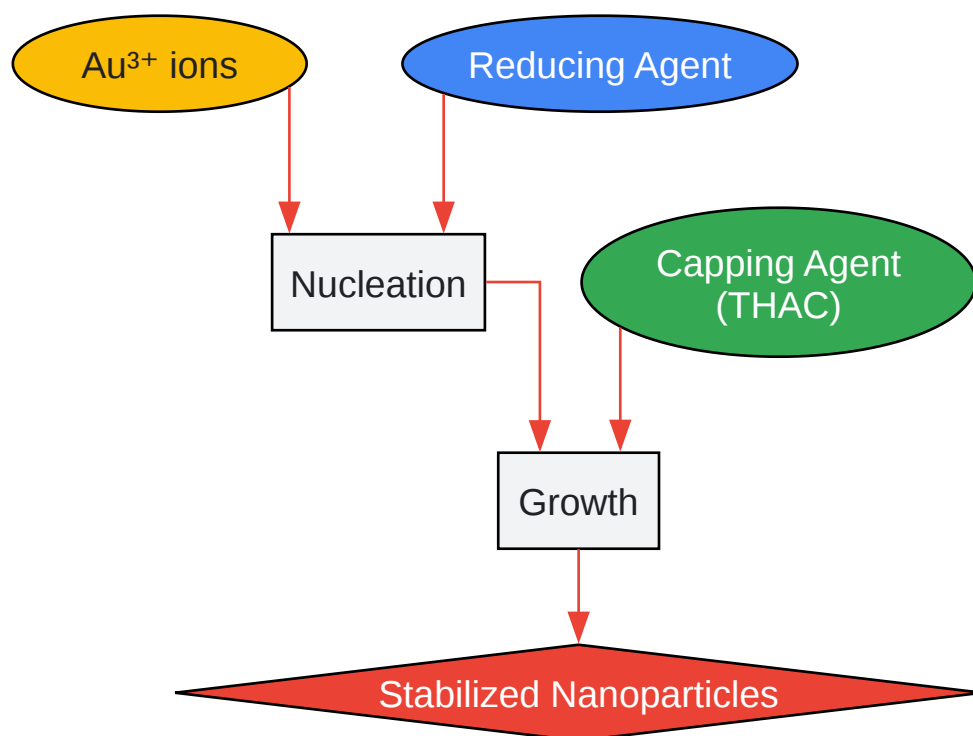 Au³⁺ ions
Reducing Agent
Nucleation
Capping Agent
(THAC)
Growth
Stabilized Nanoparticles